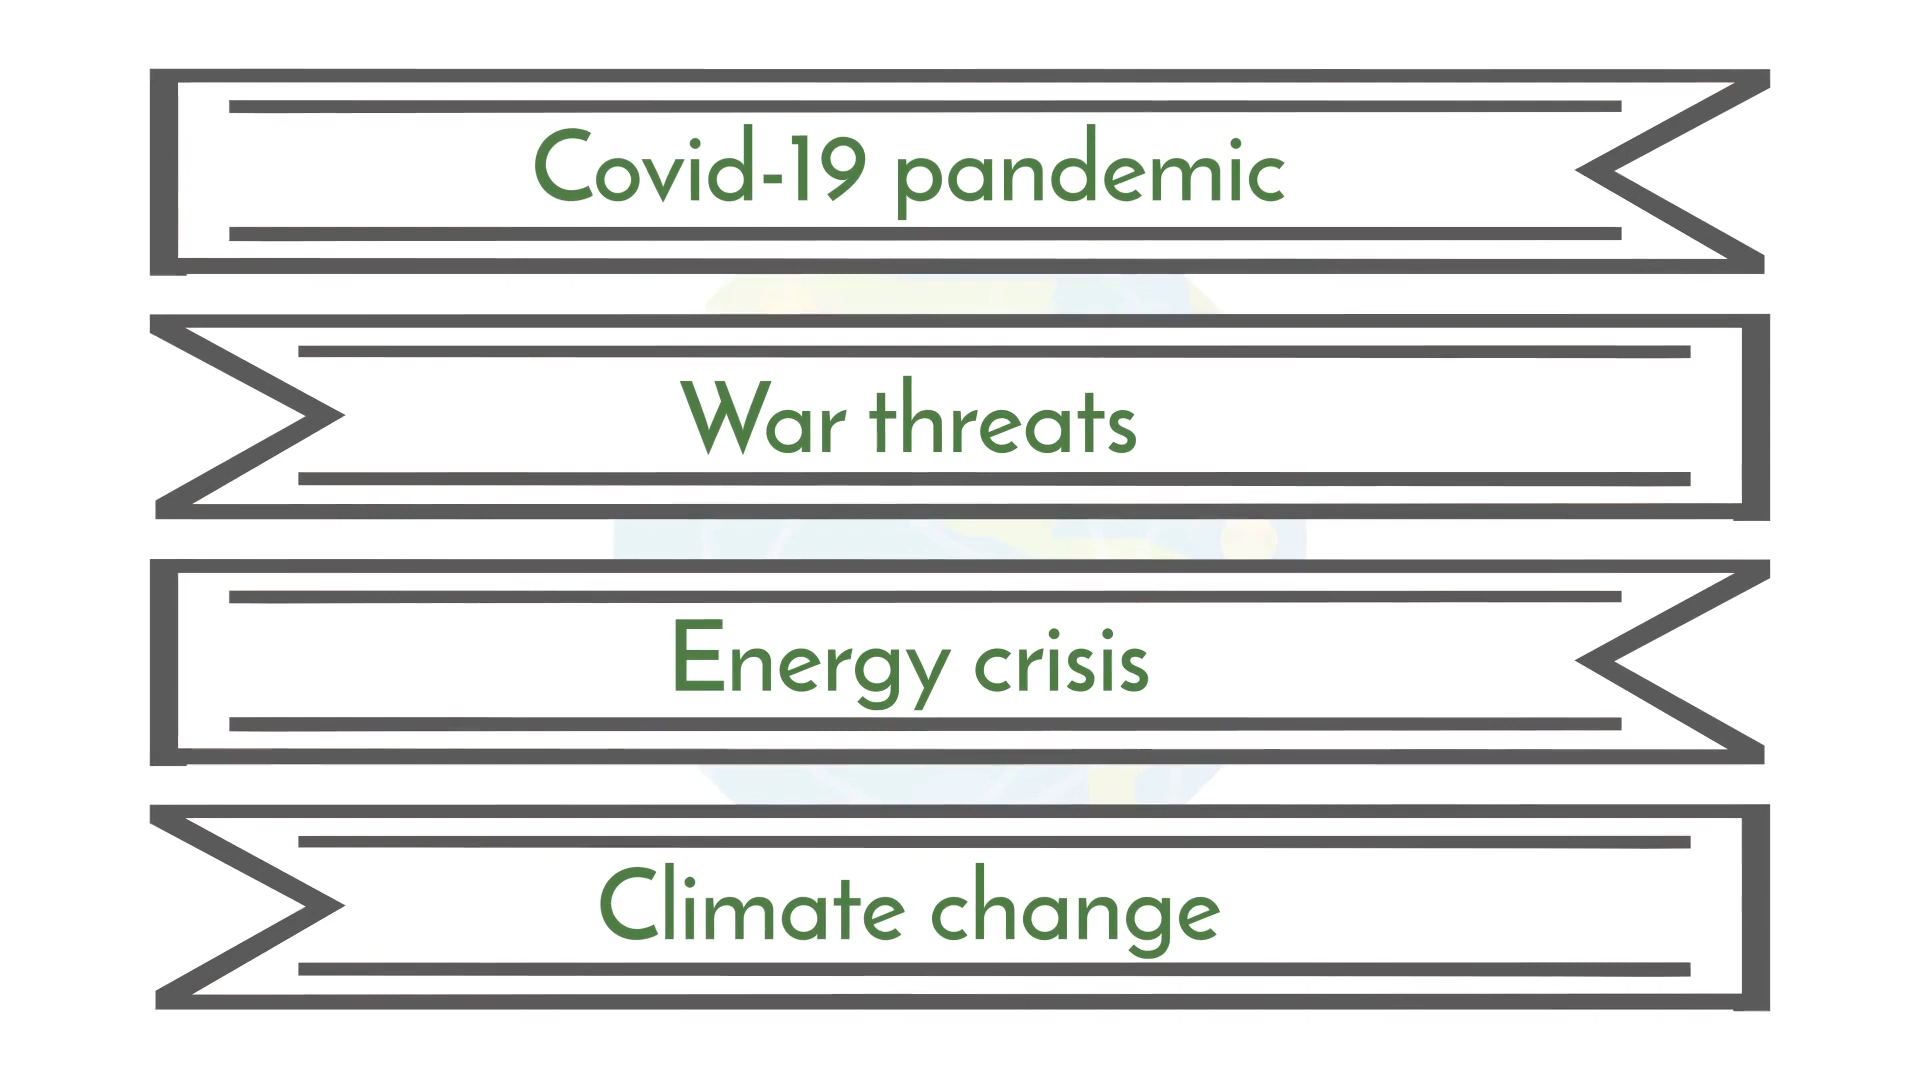 Covid-19 pandemic
War threats
Energy crisis
Climate change